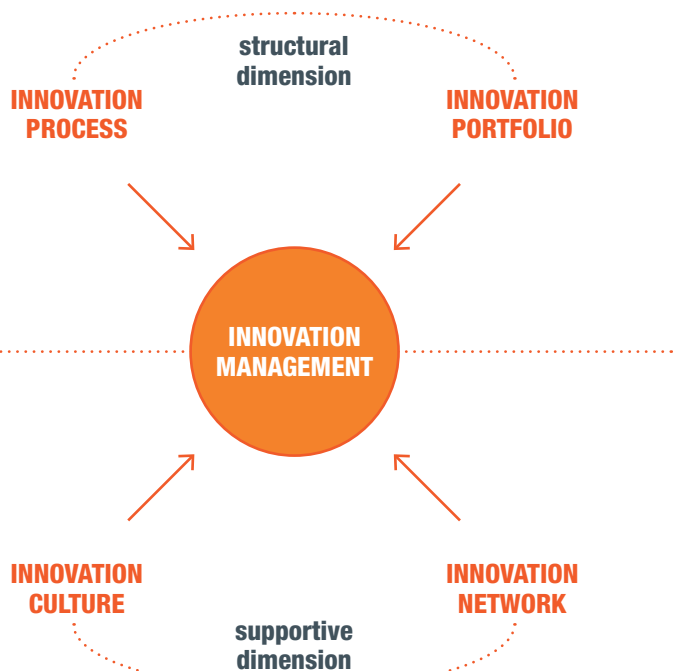 structural
dimension
INNOVATION
PROCESS
INNOVATION
PORTFOLIO
INNOVATION
MANAGEMENT
INNOVATION
CULTURE
INNOVATION
NETWORK
supportive
dimension